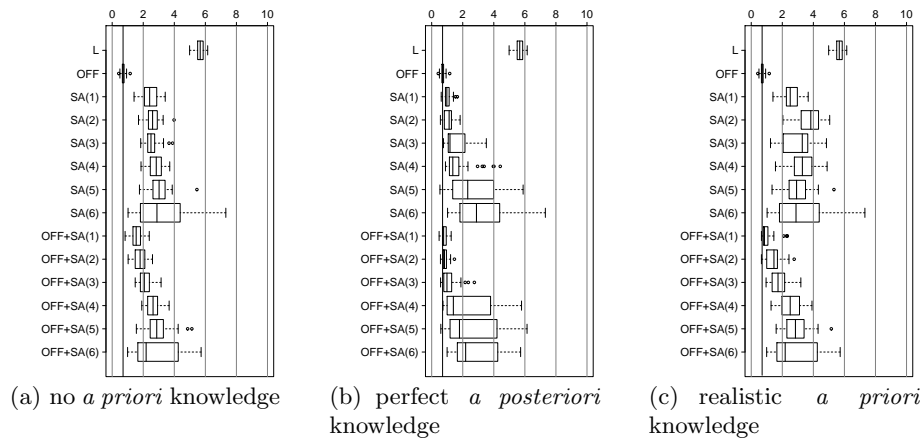 0 2 4 6 8 10
L
OFF
SA(1)
SA(2)
SA(3)
SA(4)
SA(5)
SA(6)
OFF+SA(1)
OFF+SA(2)
OFF+SA(3)
OFF+SA(4)
OFF+SA(5)
OFF+SA(6)
(a) no a priori knowledge
0 2 4 6 8 10
L
OFF
SA(1)
SA(2)
SA(3)
SA(4)
SA(5)
SA(6)
OFF+SA(1)
OFF+SA(2)
OFF+SA(3)
OFF+SA(4)
OFF+SA(5)
OFF+SA(6)
(b) perfect a posteriori
knowledge
0 2 4 6 8 10
L
OFF
SA(1)
SA(2)
SA(3)
SA(4)
SA(5)
SA(6)
OFF+SA(1)
OFF+SA(2)
OFF+SA(3)
OFF+SA(4)
OFF+SA(5)
OFF+SA(6)
(c) realistic a priori
knowledge